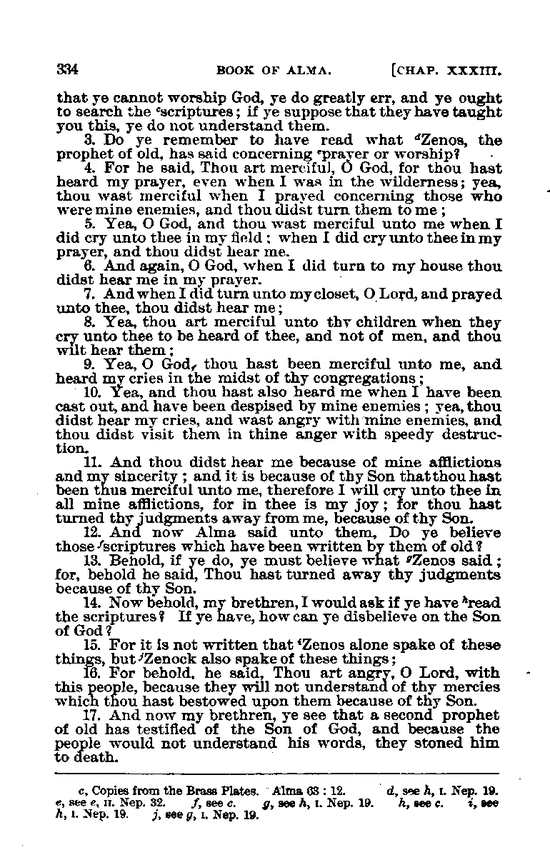 334 BOOK OF ALMA. [CHAP. XXXIII.
that ye cannot worship God, ye do greatly err, and ye ought
to search the ᶜscriptures; if ye suppose that they have taught
you this, ye do not understand them.
3. Do ye remember to have read what ᵈZenos, the
prophet of old, has said concerning ᵉprayer or worship?
4. For he said, Thou art merciful, O God, for thou hast
heard my prayer, even when I was in the wilderness; yea,
thou wast merciful when I prayed concerning those who
were mine enemies, and thou didst turn them to me;
5. Yea, O God, and thou wast merciful unto me when I
did cry unto thee in my field; when I did cry unto thee in my
prayer, and thou didst hear me.
6. And again, O God, when I did turn to my house thou
didst hear me in my prayer.
7. And when I did turn unto my closet, O Lord, and prayed
unto thee, thou didst hear me;
8. Yea, thou art merciful unto thy children when they
cry unto thee to be heard of thee, and not of men, and thou
wilt hear them;
9. Yea, O God, thou hast been merciful unto me, and
heard my cries in the midst of thy congregations;
10. Yea, and thou hast also heard me when I have been
cast out, and have been despised by mine enemies; yea, thou
didst hear my cries, and wast angry with mine enemies, and
thou didst visit them in thine anger with speedy destruc-
tion.
11. And thou didst hear me because of mine afflictions
and my sincerity; and it is because of thy Son that thou hast
been thus merciful unto me, therefore I will cry unto thee in
all mine afflictions, for in thee is my joy; for thou hast
turned thy judgments away from me, because of thy Son.
12. And now Alma said unto them, Do ye believe
those ᶠscriptures which have been written by them of old?
13. Behold, if ye do, ye must believe what ᵍZenos said;
for, behold he said, Thou hast turned away thy judgments
because of thy Son.
14. Now behold, my brethren, I would ask if ye have ʰread
the scriptures? If ye have, how can ye disbelieve on the Son
of God?
15. For it is not written that ⁱZenos alone spake of these
things, but ʲZenock also spake of these things;
16. For behold, he said, Thou art angry, O Lord, with
this people, because they will not understand of thy mercies
which thou hast bestowed upon them because of thy Son.
17. And now my brethren, ye see that a second prophet
of old has testified of the Son of God, and because the
people would not understand his words, they stoned him
to death.
c, Copies from the Brass Plates. Alma 63 : 12. d, see h, I. Nep. 19.
e, see e, II. Nep. 32. f, see c. g, see h, I. Nep. 19. h, see c. i, see
h, I. Nep. 19. j, see g, I. Nep. 19.